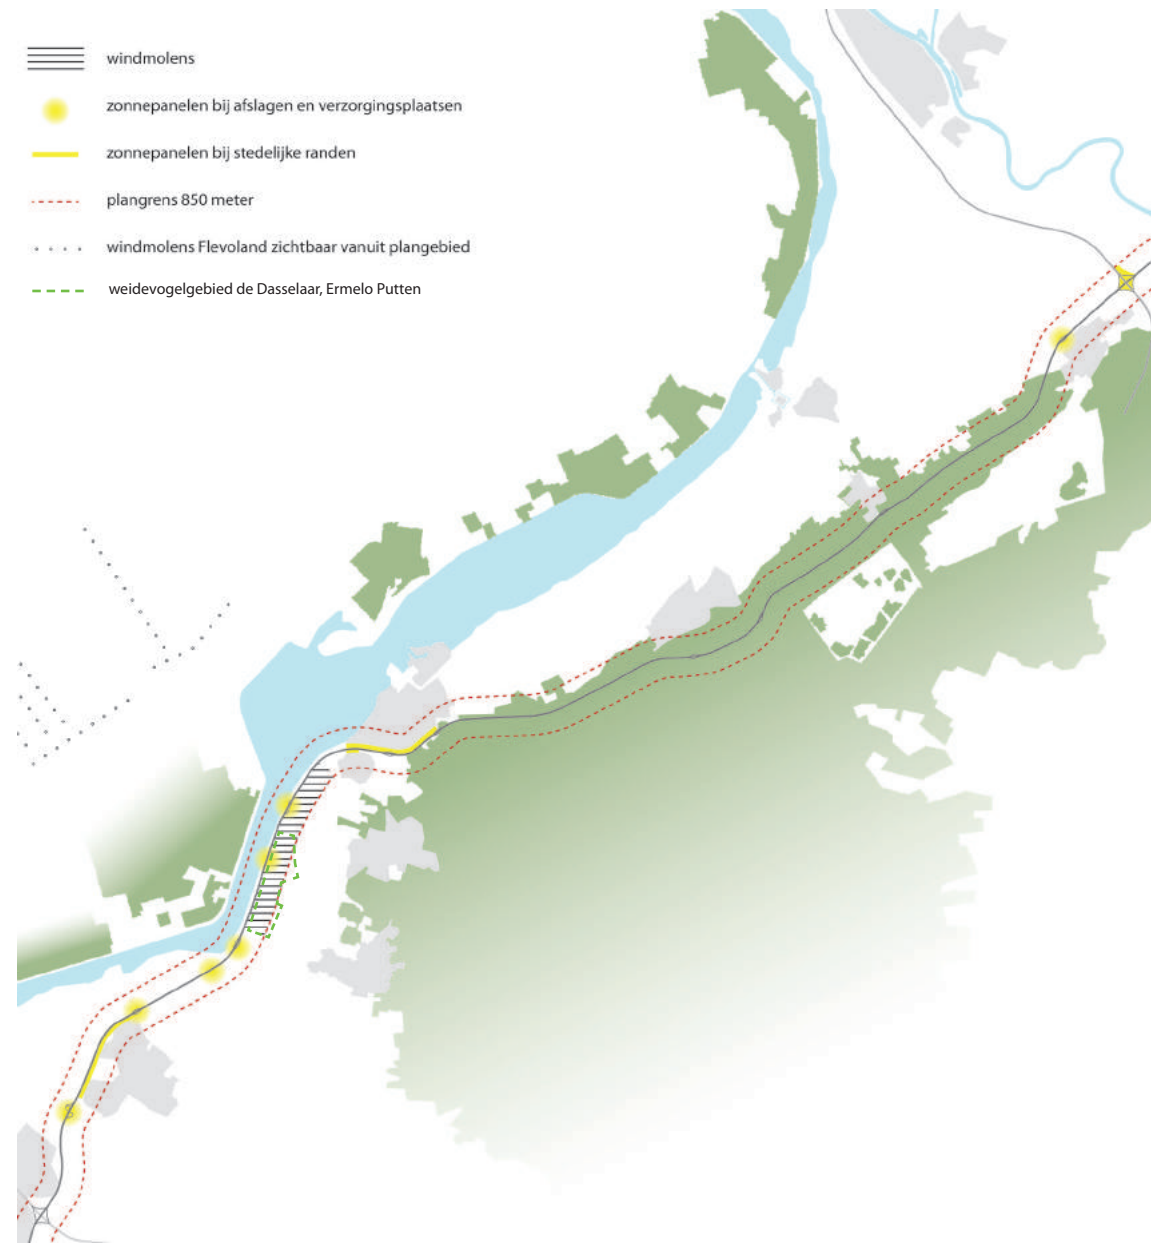 windmolens
zonnepanelen bij afslagen en verzorgingsplaatsen
zonnepanelen bij stedelijke randen
plangrens 850 meter
windmolens Flevoland zichtbaar vanuit plangebied
weidevogelgebied de Dasselaar, Ermelo Putten